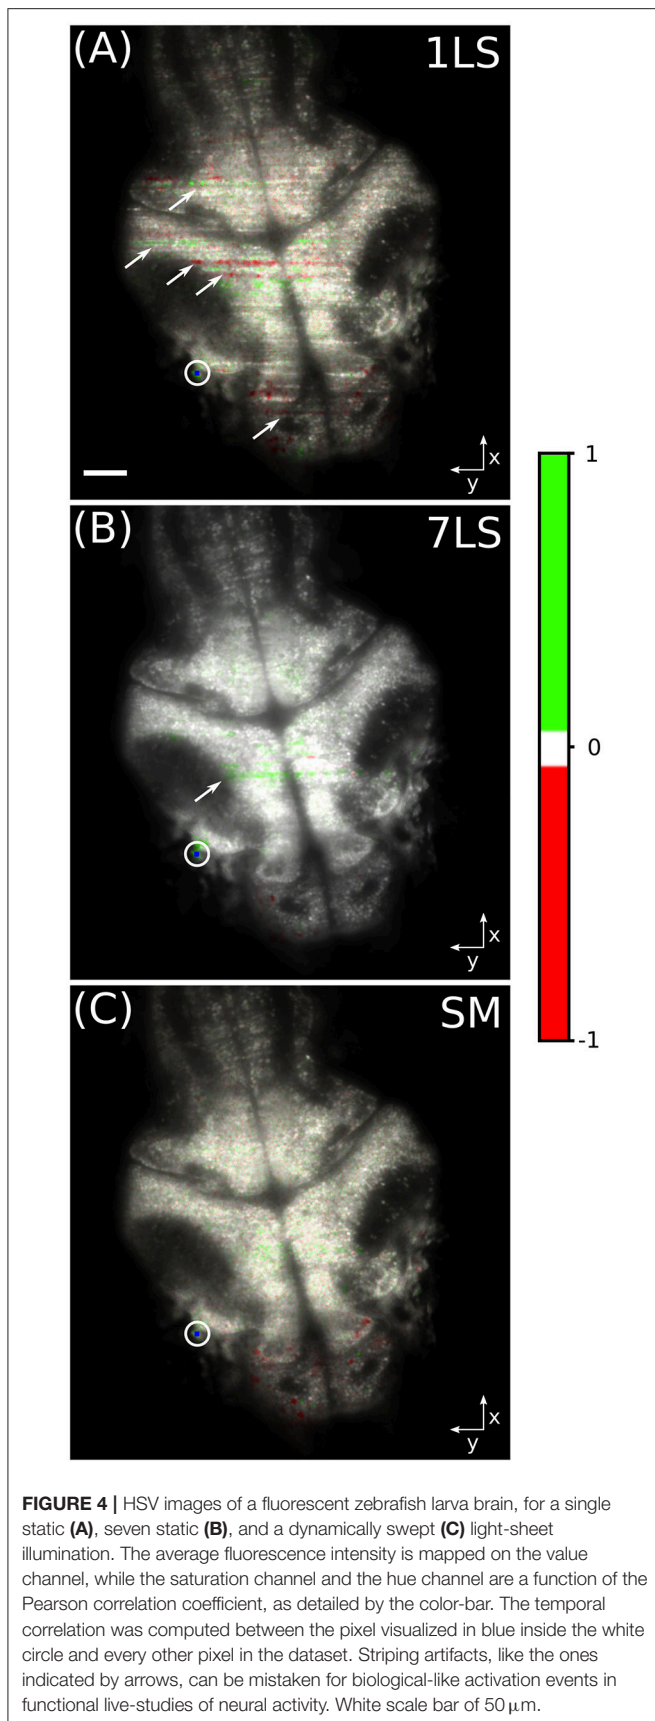 (A)
1LS
x
y
(B)
7LS
x
y
(C)
SM
x
y
1
0
-1
FIGURE 4 | HSV images of a fluorescent zebrafish larva brain, for a single
static (A), seven static (B), and a dynamically swept (C) light-sheet
illumination. The average fluorescence intensity is mapped on the value
channel, while the saturation channel and the hue channel are a function of the
Pearson correlation coefficient, as detailed by the color-bar. The temporal
correlation was computed between the pixel visualized in blue inside the white
circle and every other pixel in the dataset. Striping artifacts, like the ones
indicated by arrows, can be mistaken for biological-like activation events in
functional live-studies of neural activity. White scale bar of 50 μm.